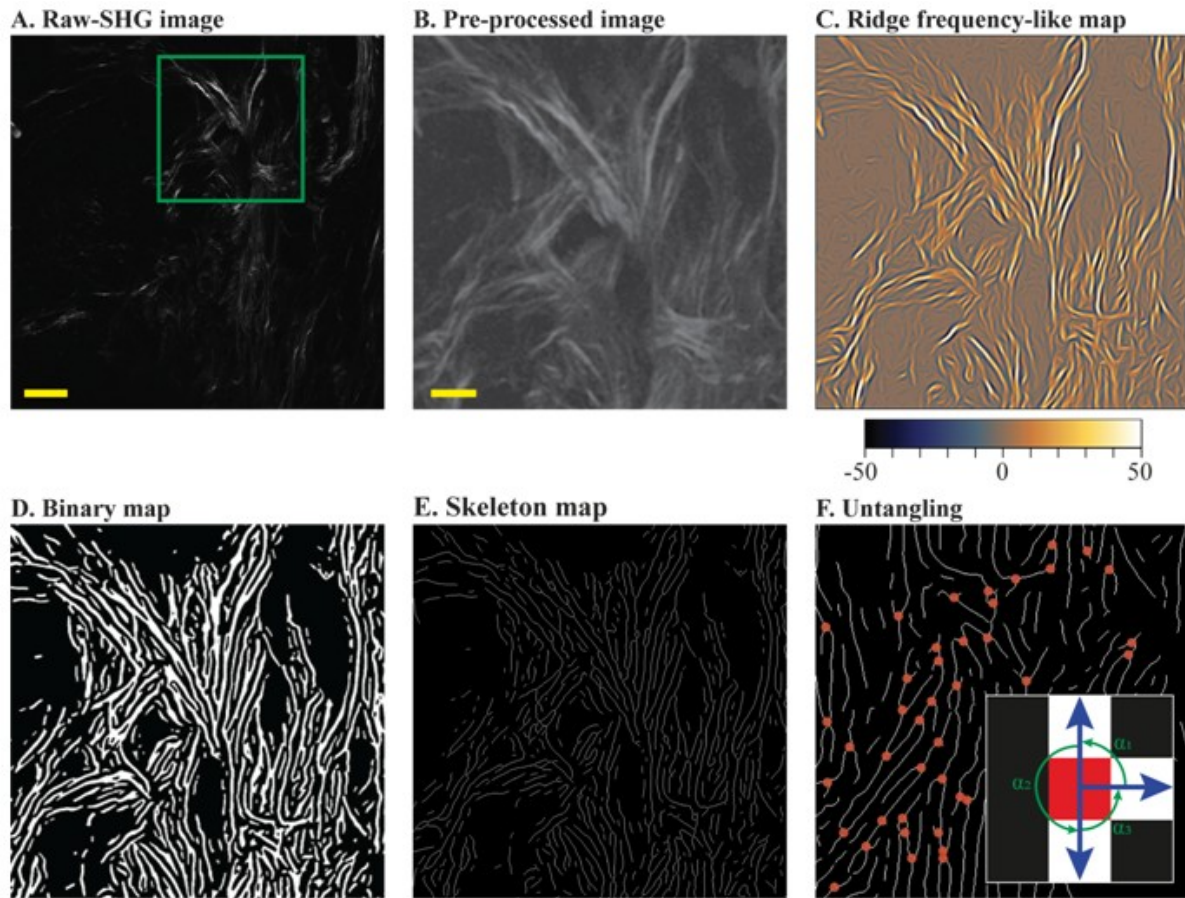 A. Raw-SHG image
B. Pre-processed image
C. Ridge frequency-like map
-50 0 50
D. Binary map
E. Skeleton map
F. Untangling
α1
α2
α3